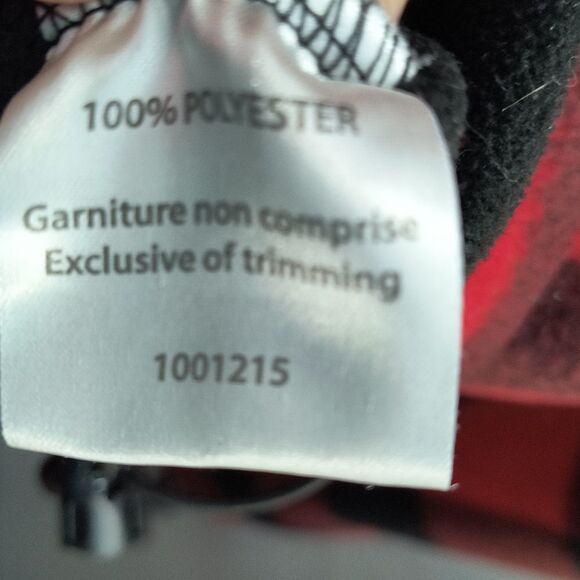 100% POLYESTER
Garniture non comprise
Exclusive of trimming
1001215